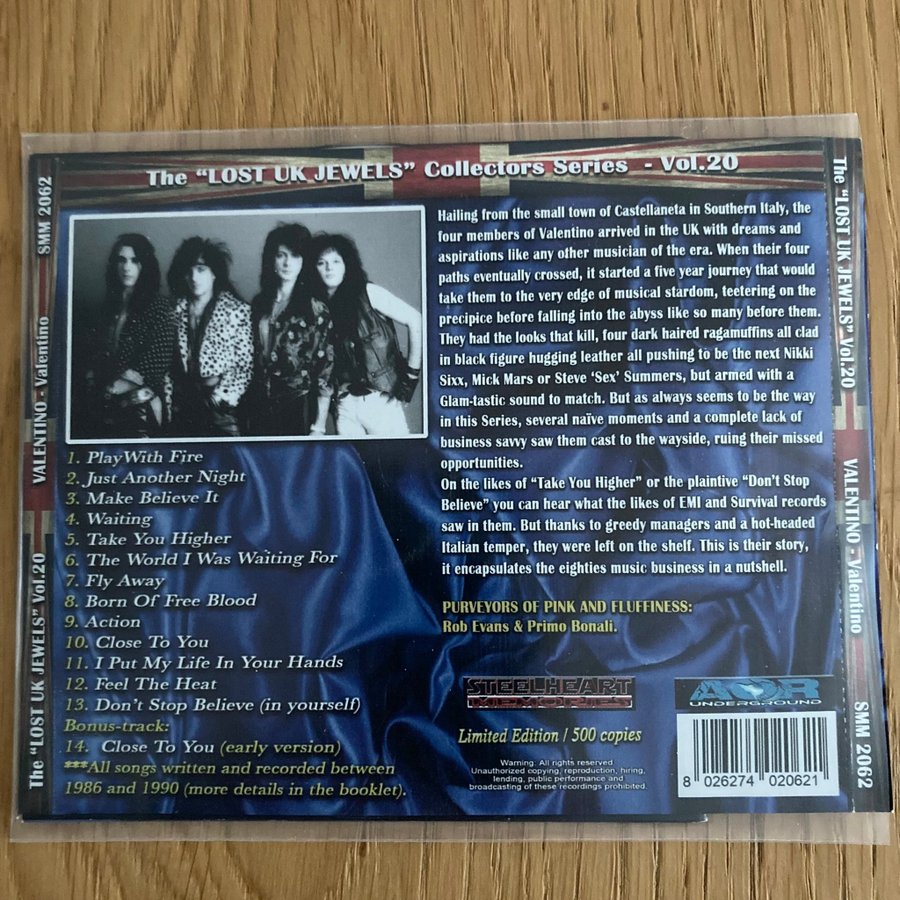 The "LOST UK JEWELS" Collectors Series - Vol.20
SMM 2062
VALENTINO - Valentino
The "LOST UK JEWELS" Vol.20
Hailing from the small town of Castellaneta in Southern Italy, the
four members of Valentino arrived in the UK with dreams and
aspirations like any other musician of the era. When their four
paths eventually crossed, it started a five year journey that would
take them to the very edge of musical stardom, teetering on the
precipice before falling into the abyss like so many before them.
They had the looks that kill, four dark haired ragamuffins all clad
in black figure hugging leather all pushing to be the next Nikki
Sixx, Mick Mars or Steve 'Sex' Summers, but armed with a
Glam-tastic sound to match. But as always seems to be the way
in this Series, several naïve moments and a complete lack of
business savvy saw them cast to the wayside, ruing their missed
opportunities.
On the likes of "Take You Higher" or the plaintive "Don't Stop
Believe" you can hear what the likes of EMI and Survival records
saw in them. But thanks to greedy managers and a hot-headed
Italian temper, they were left on the shelf. This is their story,
it encapsulates the eighties music business in a nutshell.
PURVEYORS OF PINK AND FLUFFINESS:
Rob Evans & Primo Bonali.
1. PlayWith Fire
2. Just Another Night
3. Make Believe It
4. Waiting
5. Take You Higher
6. The World I Was Waiting For
7. Fly Away
8. Born Of Free Blood
9. Action
10. Close To You
11. I Put My Life In Your Hands
12. Feel The Heat
13. Don't Stop Believe (in yourself)
Bonus-track:
14. Close To You (early version)
***All songs written and recorded between
1986 and 1990 (more details in the booklet).
STEELHEART
MEMORIES
Limited Edition / 500 copies
Warning: All rights reserved.
Unauthorized copying, reproduction, hiring,
lending, public performance and
broadcasting of these recordings prohibited.
AOR
UNDERGROUND
8 026274 020621
The "LOST UK JEWELS" Vol.20
VALENTINO - Valentino
SMM 2062